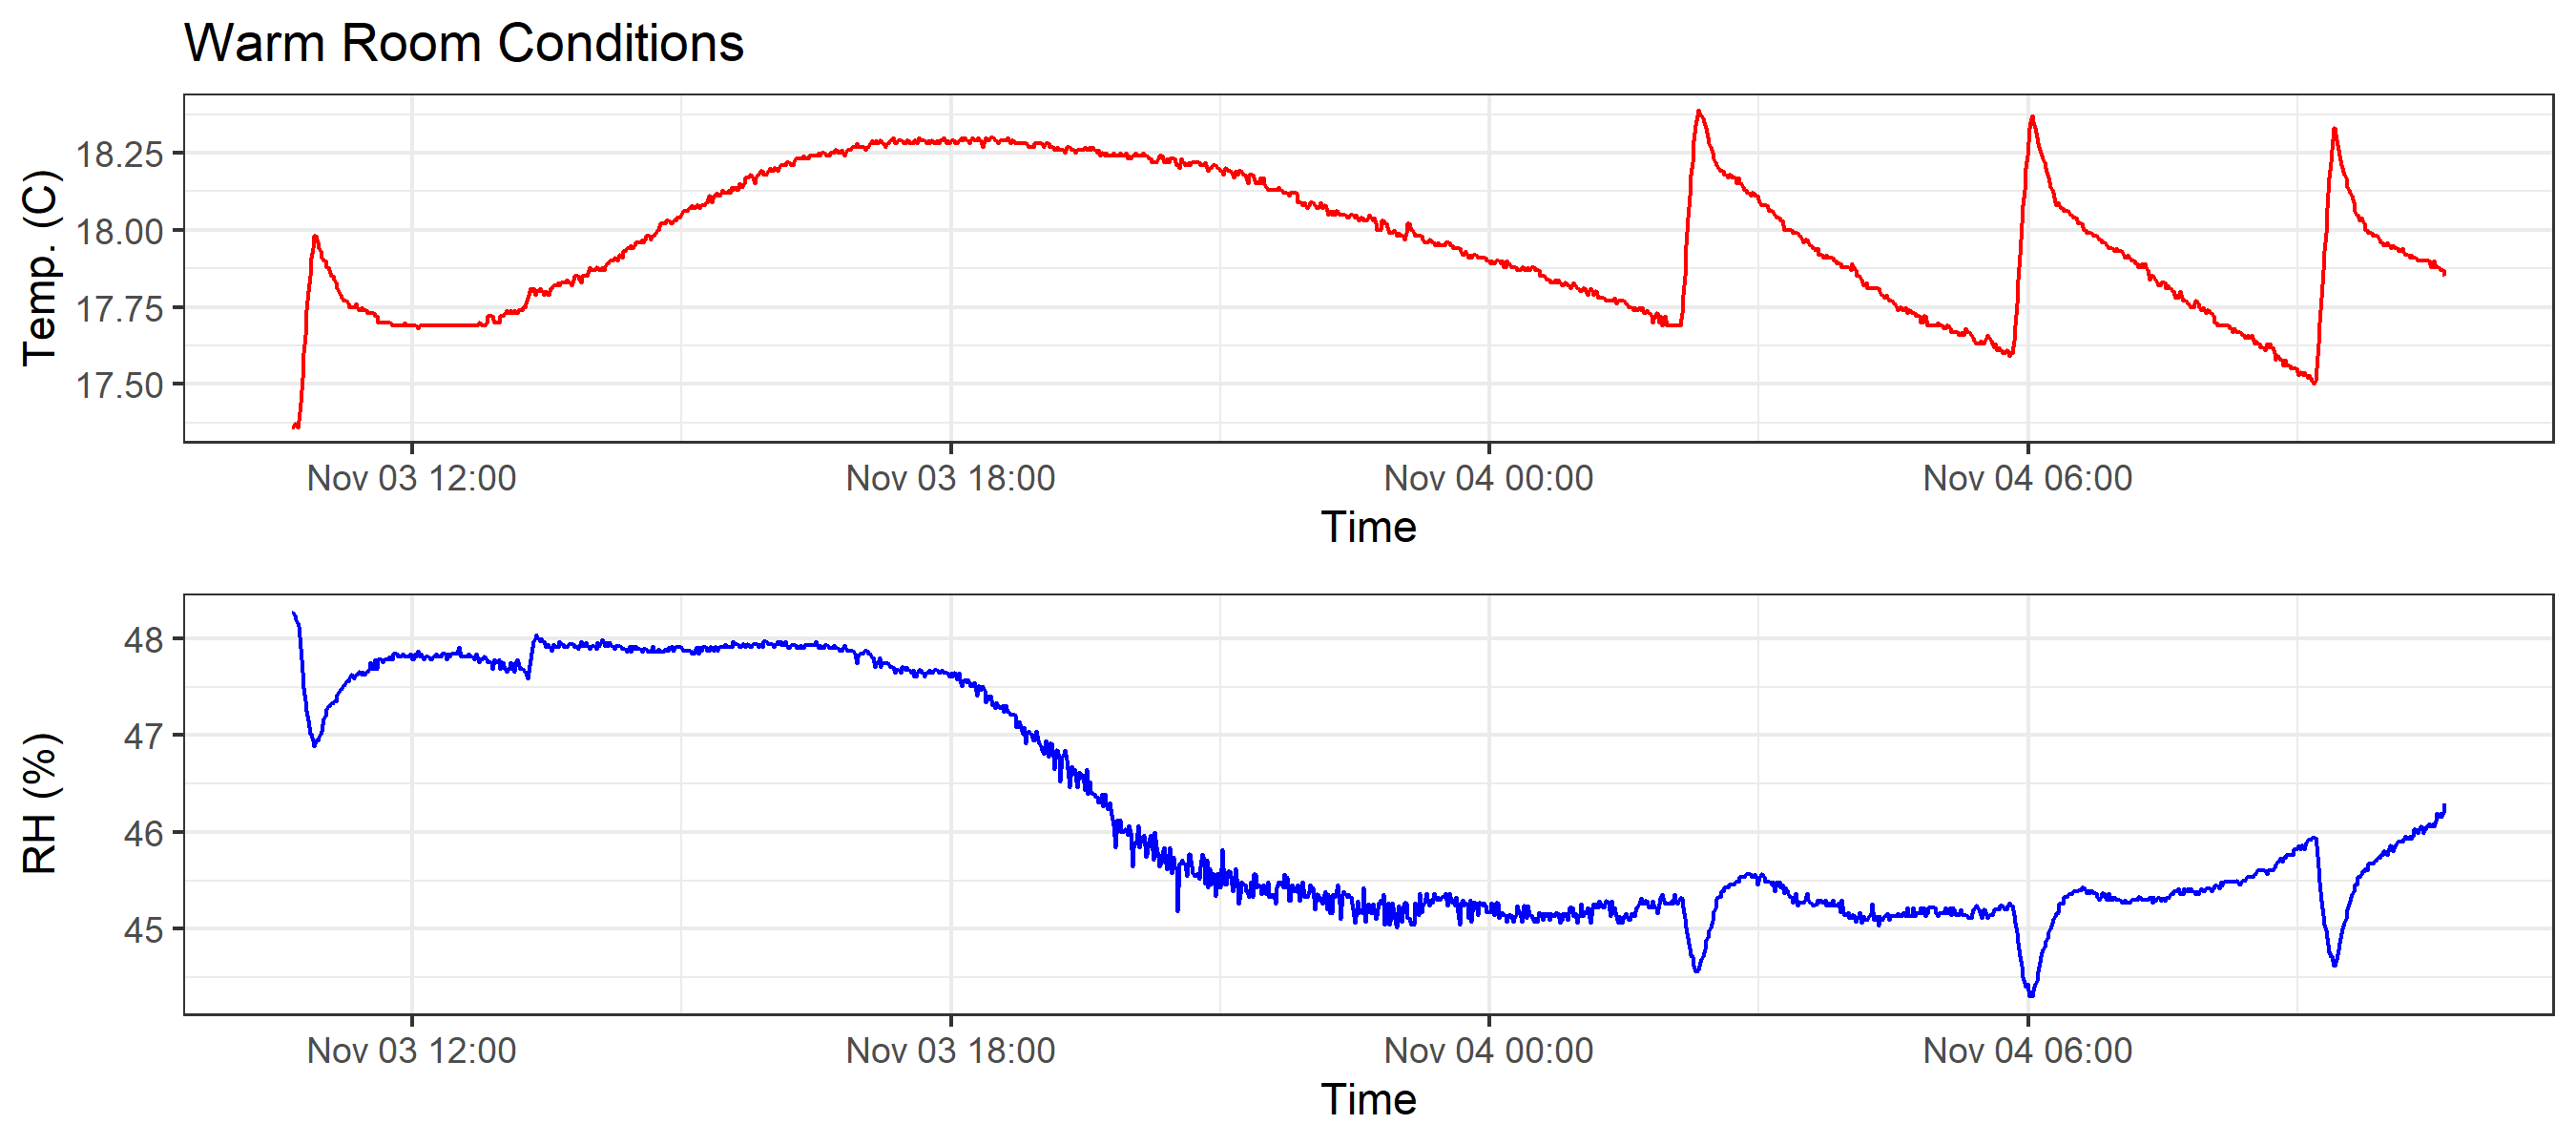 Warm Room Conditions
Temp. (C)
18.25
18.00
17.75
17.50
Nov 03 12:00 Nov 03 18:00 Nov 04 00:00 Nov 04 06:00
Time
RH (%)
48
47
46
45
Nov 03 12:00 Nov 03 18:00 Nov 04 00:00 Nov 04 06:00
Time